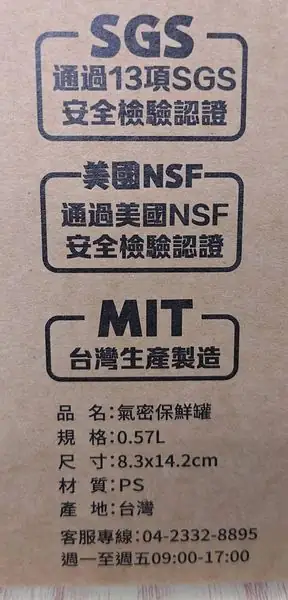 SGS
通過13項SGS
安全檢驗認證
美國NSF
通過美國NSF
安全檢驗認證
MIT
台灣生產製造
品 名:氣密保鮮罐
規 格:0.57L
尺 寸:8.3x14.2cm
材 質:PS
產 地:台灣
客服專線:04-2332-8895
週一至週五09:00-17:00